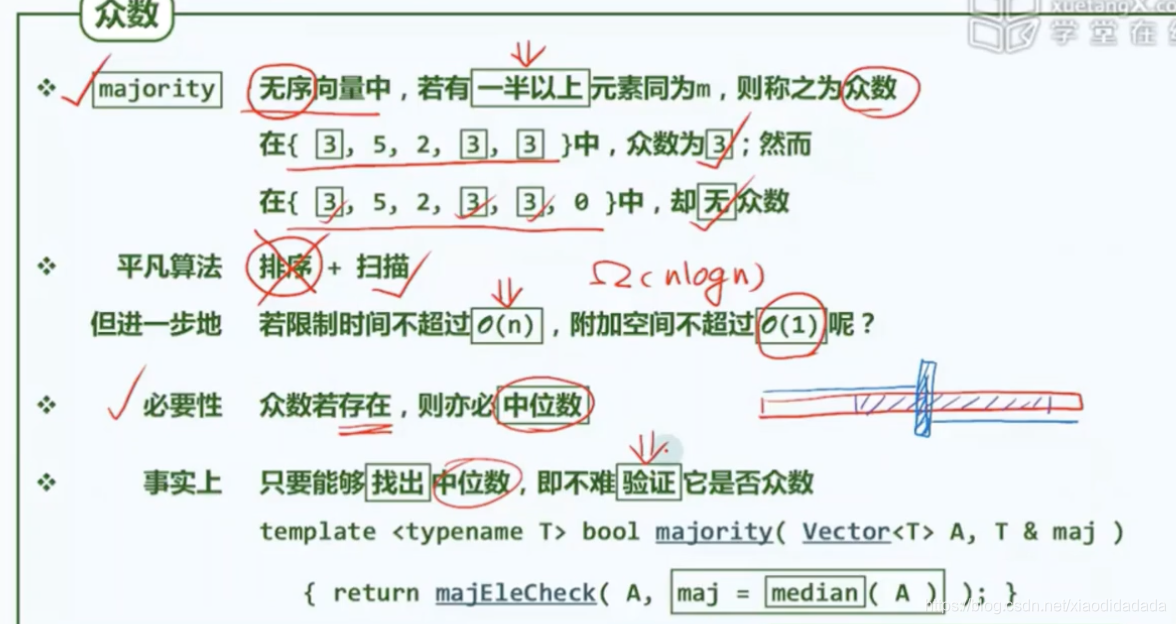 众数
xuetangX.co
学堂在线
❖ majority 无序向量中，若有一半以上元素同为m，则称之为众数
在{ 3, 5, 2, 3, 3 }中，众数为3；然而
在{ 3, 5, 2, 3, 3, 0 }中，却无众数
❖ 平凡算法 排序 + 扫描
Ω(nlogn)
但进一步地 若限制时间不超过O(n)，附加空间不超过O(1)呢？
❖ 必要性 众数若存在，则亦必中位数
❖ 事实上 只要能够找出中位数，即不难验证它是否众数
template <typename T> bool majority( Vector<T> A, T & maj )
{ return majEleCheck( A, maj = median( A ) ); }
https://blog.csdn.net/xiaodidadada